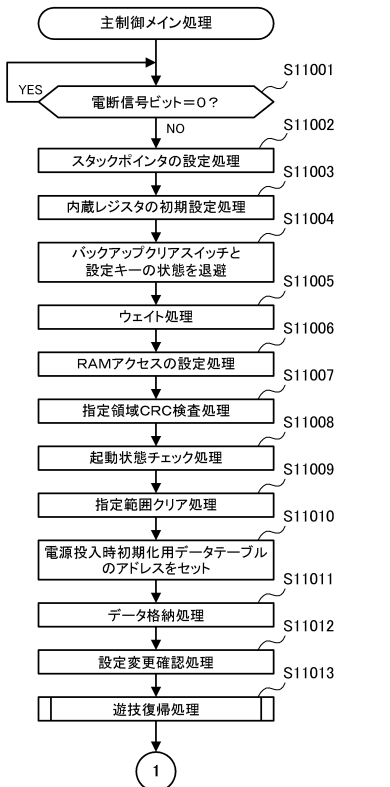 主制御メイン処理
S11001
YES
電断信号ビット=0?
NO
S11002
スタックポインタの設定処理
S11003
内蔵レジスタの初期設定処理
S11004
バックアップクリアスイッチと
設定キーの状態を退避
S11005
ウェイト処理
S11006
RAMアクセスの設定処理
S11007
指定領域CRC検査処理
S11008
起動状態チェック処理
S11009
指定範囲クリア処理
S11010
電源投入時初期化用データテーブル
のアドレスをセット
S11011
データ格納処理
S11012
設定変更確認処理
S11013
遊技復帰処理
1